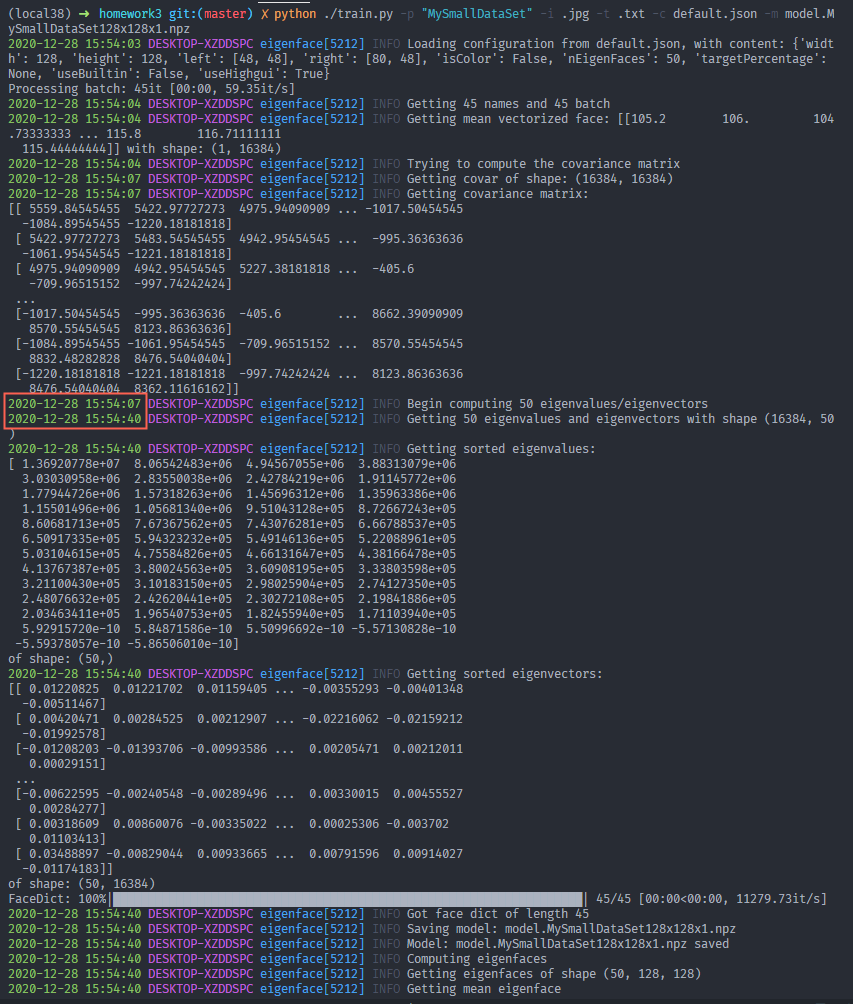 (local38) ➜ homework3 git:(master) ✗ python ./train.py -p "MySmallDataSet" -i .jpg -t .txt -c default.json -m model.M
ySmallDataSet128x128x1.npz
2020-12-28 15:54:03 DESKTOP-XZDDSPC eigenface[5212] INFO Loading configuration from default.json, with content: {'widt
h': 128, 'height': 128, 'left': [48, 48], 'right': [80, 48], 'isColor': False, 'nEigenFaces': 50, 'targetPercentage':
None, 'useBuiltin': False, 'useHighgui': True}
Processing batch: 45it [00:00, 59.35it/s]
2020-12-28 15:54:04 DESKTOP-XZDDSPC eigenface[5212] INFO Getting 45 names and 45 batch
2020-12-28 15:54:04 DESKTOP-XZDDSPC eigenface[5212] INFO Getting mean vectorized face: [[105.2 106. 104
.73333333 ... 115.8 116.71111111
115.44444444]] with shape: (1, 16384)
2020-12-28 15:54:04 DESKTOP-XZDDSPC eigenface[5212] INFO Trying to compute the covariance matrix
2020-12-28 15:54:07 DESKTOP-XZDDSPC eigenface[5212] INFO Getting covar of shape: (16384, 16384)
2020-12-28 15:54:07 DESKTOP-XZDDSPC eigenface[5212] INFO Getting covariance matrix:
[[ 5559.84545455 5422.97727273 4975.94090909 ... -1017.50454545
-1084.89545455 -1220.18181818]
[ 5422.97727273 5483.54545455 4942.95454545 ... -995.36363636
-1061.95454545 -1221.18181818]
[ 4975.94090909 4942.95454545 5227.38181818 ... -405.6
-709.96515152 -997.74242424]
...
[-1017.50454545 -995.36363636 -405.6 ... 8662.39090909
8570.55454545 8123.86363636]
[-1084.89545455 -1061.95454545 -709.96515152 ... 8570.55454545
8832.48282828 8476.54040404]
[-1220.18181818 -1221.18181818 -997.74242424 ... 8123.86363636
8476.54040404 8362.11616162]]
2020-12-28 15:54:07 DESKTOP-XZDDSPC eigenface[5212] INFO Begin computing 50 eigenvalues/eigenvectors
2020-12-28 15:54:40 DESKTOP-XZDDSPC eigenface[5212] INFO Getting 50 eigenvalues and eigenvectors with shape (16384, 50
)
2020-12-28 15:54:40 DESKTOP-XZDDSPC eigenface[5212] INFO Getting sorted eigenvalues:
[ 1.36920778e+07 8.06542483e+06 4.94567055e+06 3.88313079e+06
3.03030958e+06 2.83550038e+06 2.42784219e+06 1.91145772e+06
1.77944726e+06 1.57318263e+06 1.45696312e+06 1.35963386e+06
1.15501496e+06 1.05681340e+06 9.51043128e+05 8.72667243e+05
8.60681713e+05 7.67367562e+05 7.43076281e+05 6.66788537e+05
6.50917335e+05 5.94323232e+05 5.49146136e+05 5.22088961e+05
5.03104615e+05 4.75584826e+05 4.66131647e+05 4.38166478e+05
4.13767387e+05 3.80024563e+05 3.60908195e+05 3.33803598e+05
3.21100430e+05 3.10183150e+05 2.98025904e+05 2.74127350e+05
2.48076632e+05 2.42620441e+05 2.30272108e+05 2.19841886e+05
2.03463411e+05 1.96540753e+05 1.82455940e+05 1.71103940e+05
5.92915720e-10 5.84871586e-10 5.50996692e-10 -5.57130828e-10
-5.59378057e-10 -5.86506010e-10]
of shape: (50,)
2020-12-28 15:54:40 DESKTOP-XZDDSPC eigenface[5212] INFO Getting sorted eigenvectors:
[[ 0.01220825 0.01221702 0.01159405 ... -0.00355293 -0.00401348
-0.00511467]
[ 0.00420471 0.00284525 0.00212907 ... -0.02216062 -0.02159212
-0.01992578]
[-0.01208203 -0.01393706 -0.00993586 ... 0.00205471 0.00212011
0.00029151]
...
[-0.00622595 -0.00240548 -0.00289496 ... 0.00330015 0.00455527
0.00284277]
[ 0.00318609 0.00860076 -0.00335022 ... 0.00025306 -0.003702
0.01103413]
[ 0.03488897 -0.00829044 0.00933665 ... 0.00791596 0.00914027
-0.01174183]]
of shape: (50, 16384)
FaceDict: 100%| | 45/45 [00:00<00:00, 11279.73it/s]
2020-12-28 15:54:40 DESKTOP-XZDDSPC eigenface[5212] INFO Got face dict of length 45
2020-12-28 15:54:40 DESKTOP-XZDDSPC eigenface[5212] INFO Saving model: model.MySmallDataSet128x128x1.npz
2020-12-28 15:54:40 DESKTOP-XZDDSPC eigenface[5212] INFO Model: model.MySmallDataSet128x128x1.npz saved
2020-12-28 15:54:40 DESKTOP-XZDDSPC eigenface[5212] INFO Computing eigenfaces
2020-12-28 15:54:40 DESKTOP-XZDDSPC eigenface[5212] INFO Getting eigenfaces of shape (50, 128, 128)
2020-12-28 15:54:40 DESKTOP-XZDDSPC eigenface[5212] INFO Getting mean eigenface